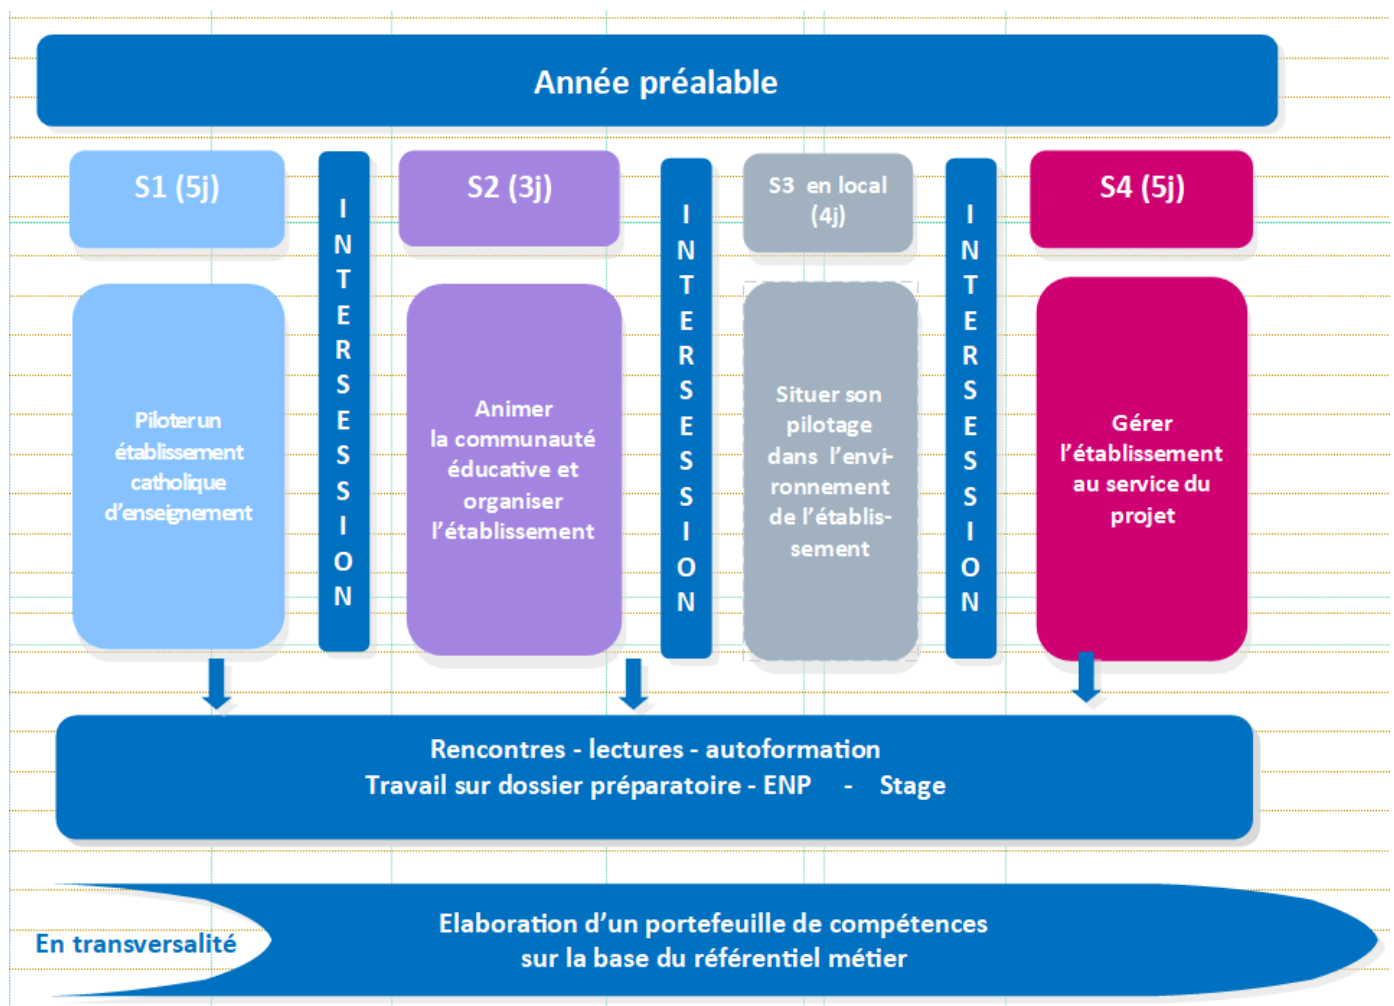 Année préalable
S1 (5j)
INTERSESSION
S2 (3j)
INTERSESSION
S3 en local
(4j)
INTERSESSION
S4 (5j)
Piloter un
établissement
catholique
d'enseignement
Animer
la communauté
éducative et
organiser
l'établissement
Situer son
pilotage
dans l'envi-
ronnement
de l'établis-
sement
Gérer
l'établissement
au service du
projet
Rencontres - lectures - autoformation
Travail sur dossier préparatoire - ENP - Stage
En transversalité
Elaboration d'un portefeuille de compétences
sur la base du référentiel métier